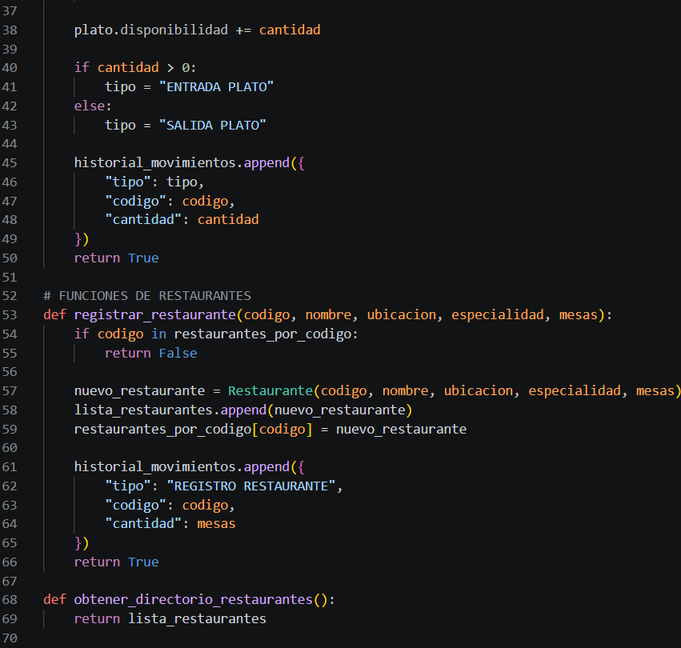 37
38 plato.disponibilidad += cantidad
39
40 if cantidad > 0:
41 tipo = "ENTRADA PLATO"
42 else:
43 tipo = "SALIDA PLATO"
44
45 historial_movimientos.append({
46 "tipo": tipo,
47 "codigo": codigo,
48 "cantidad": cantidad
49 })
50 return True
51
52 # FUNCIONES DE RESTAURANTES
53 def registrar_restaurante(codigo, nombre, ubicacion, especialidad, mesas):
54 if codigo in restaurantes_por_codigo:
55 return False
56
57 nuevo_restaurante = Restaurante(codigo, nombre, ubicacion, especialidad, mesas)
58 lista_restaurantes.append(nuevo_restaurante)
59 restaurantes_por_codigo[codigo] = nuevo_restaurante
60
61 historial_movimientos.append({
62 "tipo": "REGISTRO RESTAURANTE",
63 "codigo": codigo,
64 "cantidad": mesas
65 })
66 return True
67
68 def obtener_directorio_restaurantes():
69 return lista_restaurantes
70